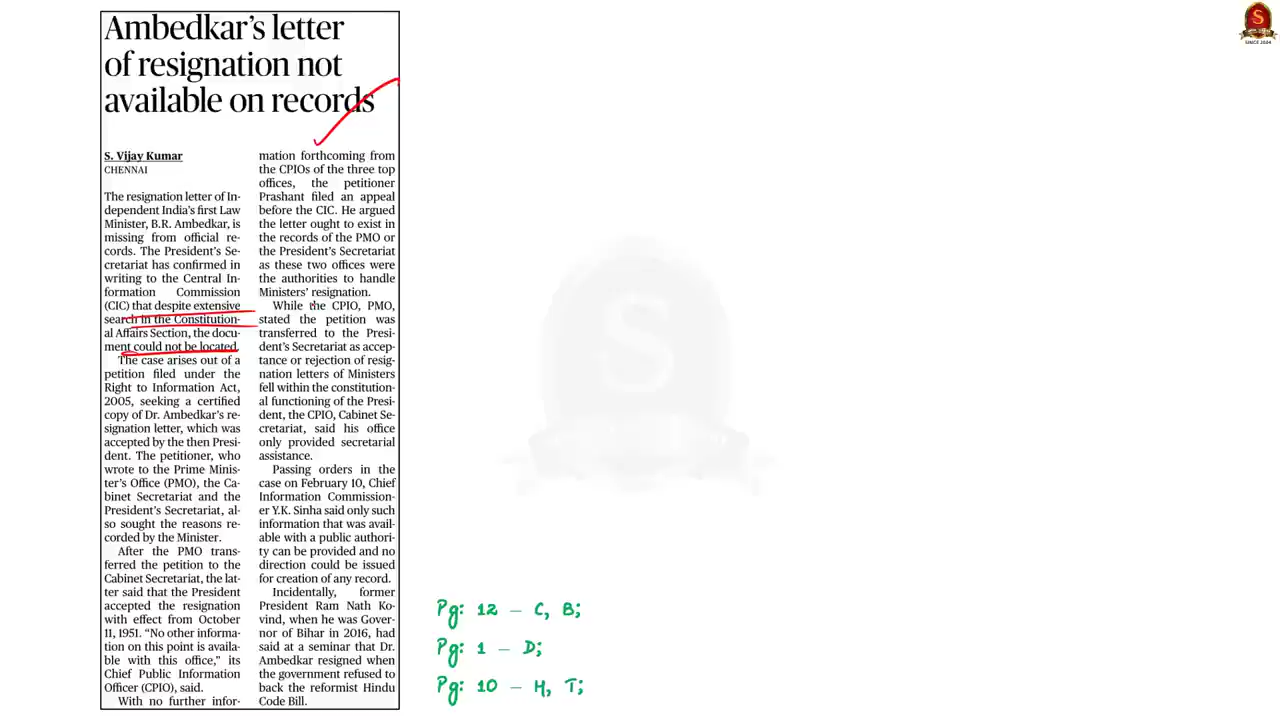 Ambedkar's letter
of resignation not
available on records
S. Vijay Kumar
CHENNAI
The resignation letter of In-
dependent India's first Law
Minister, B.R. Ambedkar, is
missing from official re-
cords. The President's Se-
cretariat has confirmed in
writing to the Central In-
formation Commission
(CIC) that despite extensive
search in the Constitution-
al Affairs Section, the docu-
ment could not be located.
The case arises out of a
petition filed under the
Right to Information Act,
2005, seeking a certified
copy of Dr. Ambedkar's re-
signation letter, which was
accepted by the then Presi-
dent. The petitioner, who
wrote to the Prime Minis-
ter's Office (PMO), the Ca-
binet Secretariat and the
President's Secretariat, al-
so sought the reasons re-
corded by the Minister.
After the PMO trans-
ferred the petition to the
Cabinet Secretariat, the lat-
ter said that the President
accepted the resignation
with effect from October
11, 1951. "No other informa-
tion on this point is availa-
ble with this office," its
Chief Public Information
Officer (CPIO), said.
With no further infor-
mation forthcoming from
the CPIOs of the three top
offices, the petitioner
Prashant filed an appeal
before the CIC. He argued
the letter ought to exist in
the records of the PMO or
the President's Secretariat
as these two offices were
the authorities to handle
Ministers' resignation.
While the CPIO, PMO,
stated the petition was
transferred to the Presi-
dent's Secretariat as accep-
tance or rejection of resig-
nation letters of Ministers
fell within the constitution-
al functioning of the Presi-
dent, the CPIO, Cabinet Se-
cretariat, said his office
only provided secretarial
assistance.
Passing orders in the
case on February 10, Chief
Information Commission-
er Y.K. Sinha said only such
information that was avail-
able with a public authori-
ty can be provided and no
direction could be issued
for creation of any record.
Incidentally, former
President Ram Nath Ko-
vind, when he was Gover-
nor of Bihar in 2016, had
said at a seminar that Dr.
Ambedkar resigned when
the government refused to
back the reformist Hindu
Code Bill.
Pg: 12 – C, B;
Pg: 1 – D;
Pg: 10 – H, T;
S
SINCE 2004
S